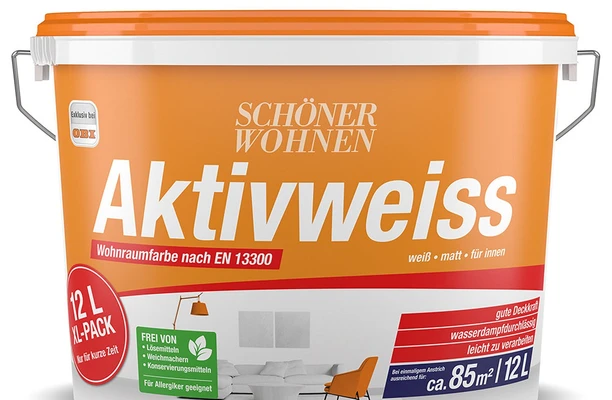 Exklusiv bei
OBI
SCHÖNER
WOHNEN
Aktivweiss
Wohnraumfarbe nach EN 13300
weiß • matt • für innen
12 L
XL-PACK
Nur für kurze Zeit
FREI VON
• Lösemitteln
• Weichmachern
• Konservierungsmitteln
Für Allergiker geeignet
gute Deckkraft
wasserdampfdurchlässig
leicht zu verarbeiten
Bei einmaligem Anstrich
ausreichend für:
ca. 85 m² / 12 L